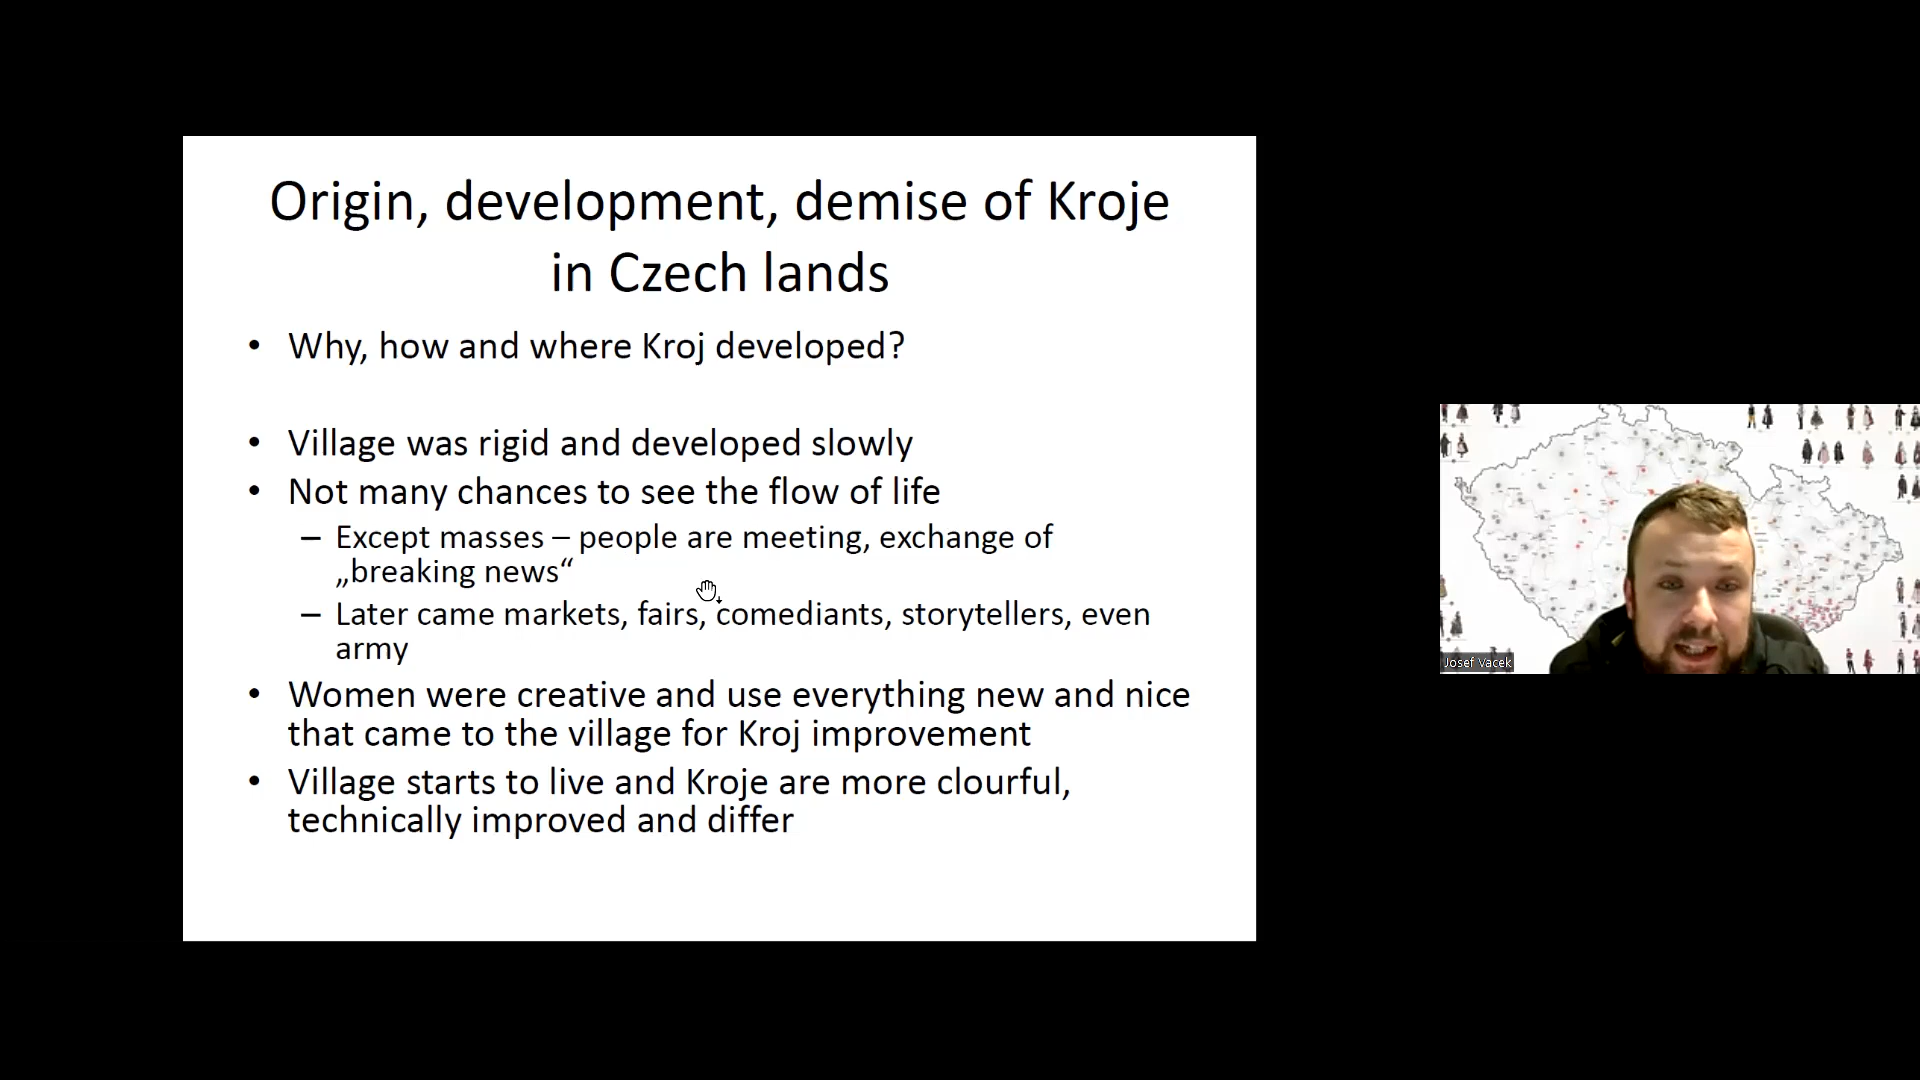 Origin, development, demise of Kroje
in Czech lands
• Why, how and where Kroj developed?
• Village was rigid and developed slowly
• Not many chances to see the flow of life
– Except masses – people are meeting, exchange of
„breaking news“
– Later came markets, fairs, comediants, storytellers, even
army
• Women were creative and use everything new and nice
that came to the village for Kroj improvement
• Village starts to live and Kroje are more clourful,
technically improved and differ
Josef Vacek